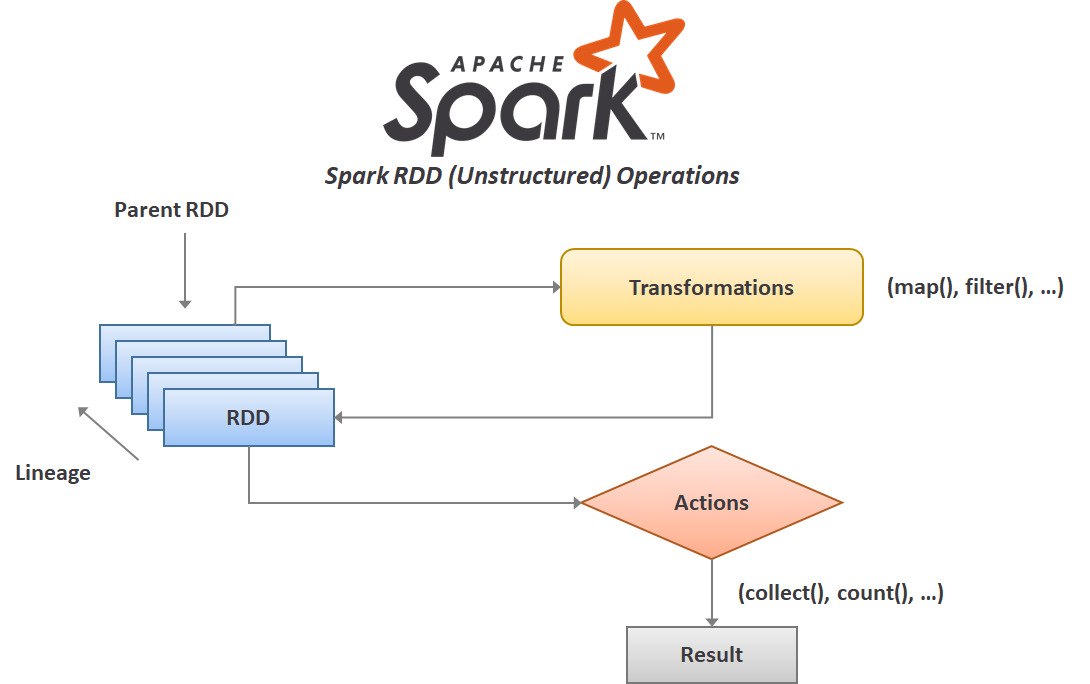 APACHE
Spark™
Spark RDD (Unstructured) Operations
Parent RDD
Transformations
(map(), filter(), ...)
RDD
Lineage
Actions
(collect(), count(), ...)
Result